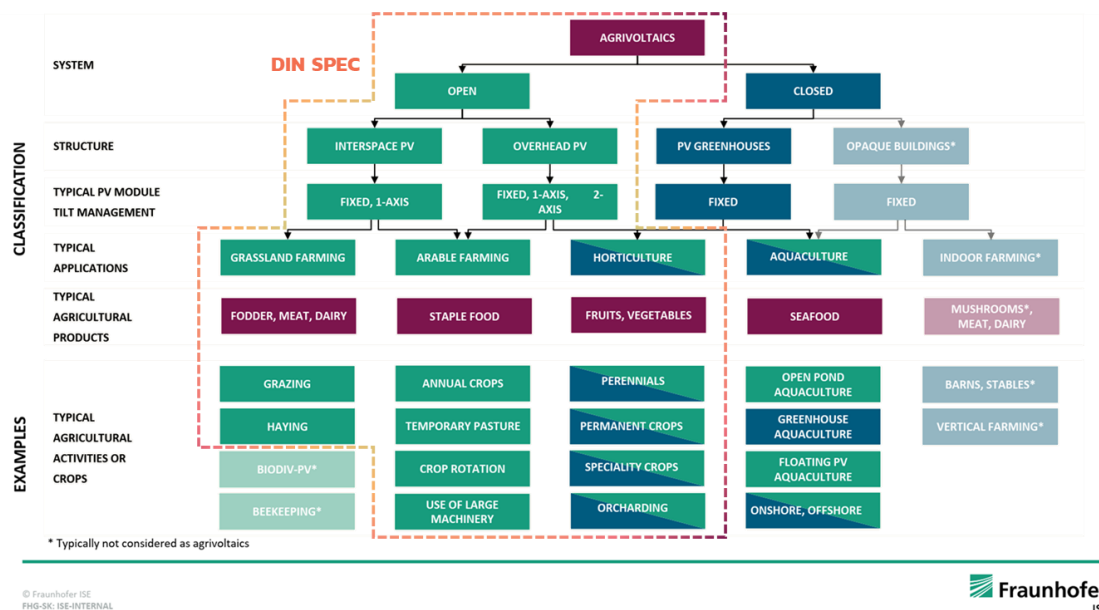 AGRIVOLTAICS
DIN SPEC
SYSTEM
OPEN
CLOSED
CLASSIFICATION
STRUCTURE
INTERSPACE PV
OVERHEAD PV
PV GREENHOUSES
OPAQUE BUILDINGS*
TYPICAL PV MODULE
TILT MANAGEMENT
FIXED, 1-AXIS
FIXED, 1-AXIS, 2-
AXIS
FIXED
FIXED
TYPICAL
APPLICATIONS
GRASSLAND FARMING
ARABLE FARMING
HORTICULTURE
AQUACULTURE
INDOOR FARMING*
TYPICAL
AGRICULTURAL
PRODUCTS
FODDER, MEAT, DAIRY
STAPLE FOOD
FRUITS, VEGETABLES
SEAFOOD
MUSHROOMS*,
MEAT, DAIRY
EXAMPLES
TYPICAL
AGRICULTURAL
ACTIVITIES OR
CROPS
GRAZING
ANNUAL CROPS
PERENNIALS
OPEN POND
AQUACULTURE
BARNS, STABLES*
HAYING
TEMPORARY PASTURE
PERMANENT CROPS
GREENHOUSE
AQUACULTURE
VERTICAL FARMING*
BIODIV-PV*
CROP ROTATION
SPECIALITY CROPS
FLOATING PV
AQUACULTURE
BEEKEEPING*
USE OF LARGE
MACHINERY
ORCHARDING
ONSHORE, OFFSHORE
* Typically not considered as agrivoltaics
© Fraunhofer ISE
FHG-SK: ISE-INTERNAL
Fraunhofer